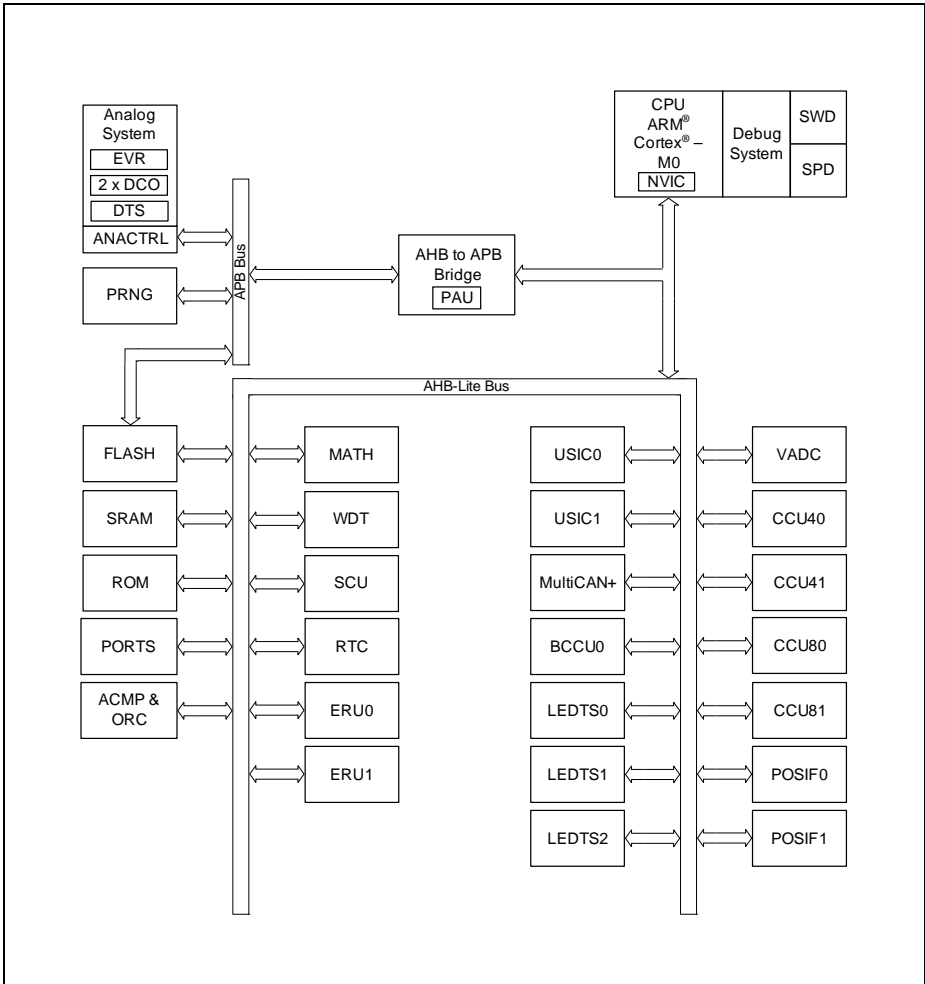 Analog
System
EVR
2 x DCO
DTS
ANACTRL
PRNG
APB Bus
AHB to APB
Bridge
PAU
CPU
ARM®
Cortex® –
M0
NVIC
Debug
System
SWD
SPD
AHB-Lite Bus
FLASH
MATH
USIC0
VADC
SRAM
WDT
USIC1
CCU40
ROM
SCU
MultiCAN+
CCU41
PORTS
RTC
BCCU0
CCU80
ACMP &
ORC
ERU0
LEDTS0
CCU81
ERU1
LEDTS1
POSIF0
LEDTS2
POSIF1